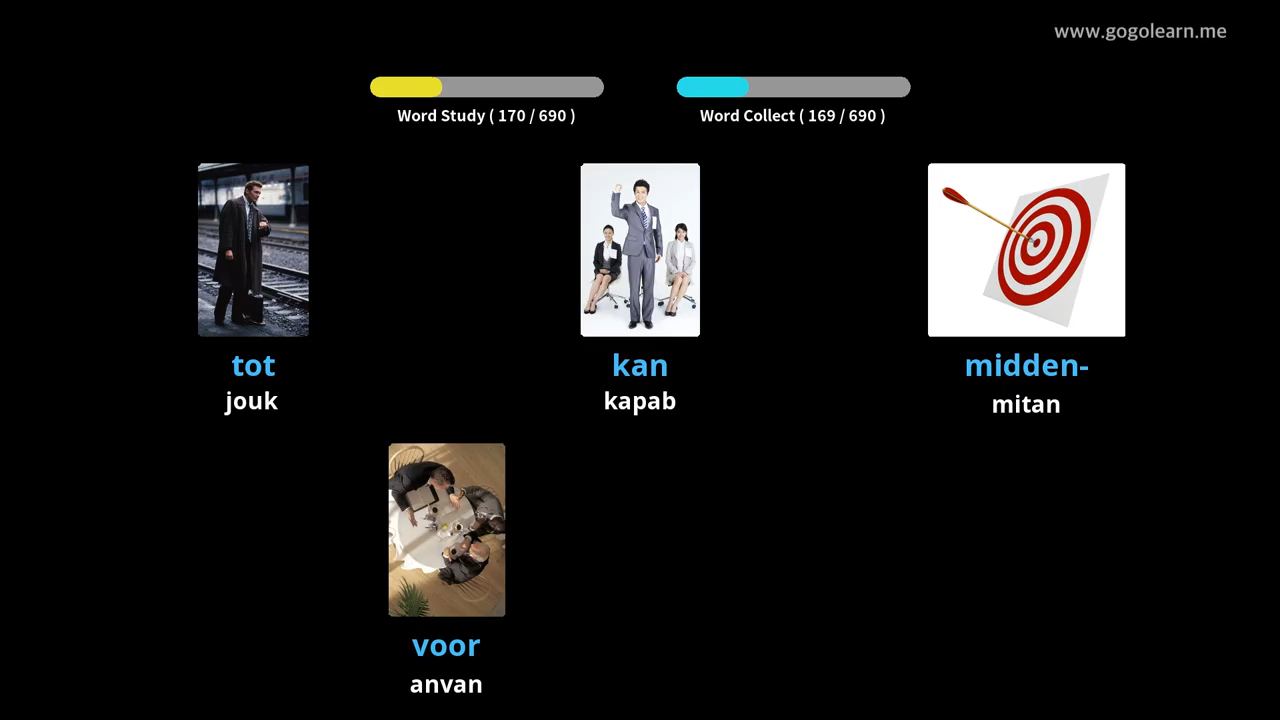 www.gogolearn.me
Word Study ( 170 / 690 )
Word Collect ( 169 / 690 )
tot
jouk
kan
kapab
midden-
mitan
voor
anvan